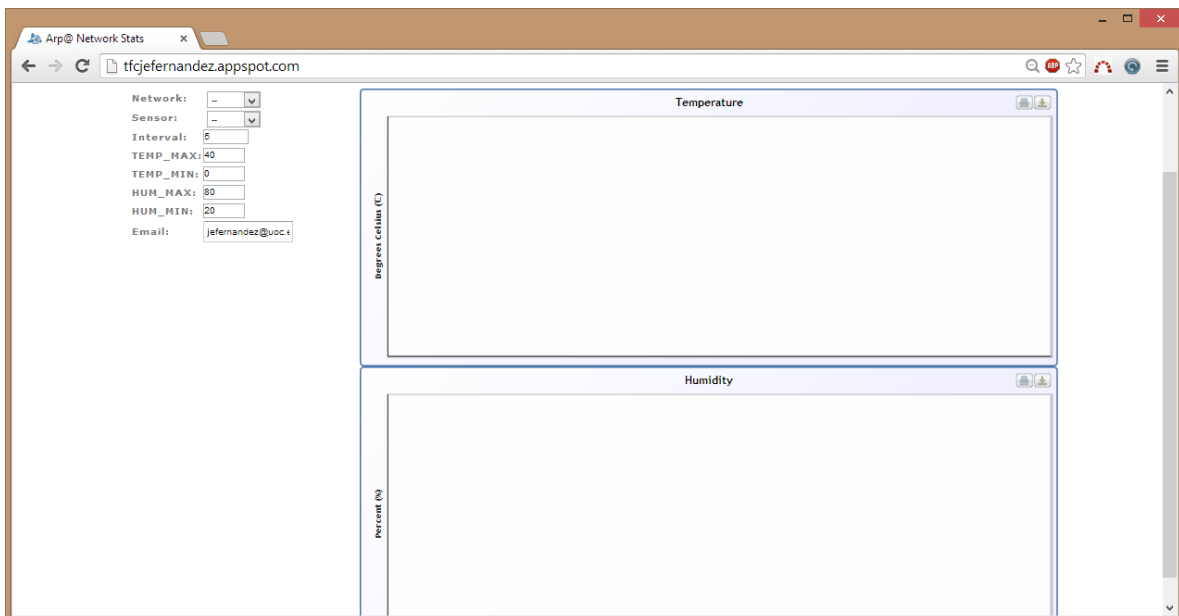 Arp@ Network Stats
tfcjefernandez.appspot.com
ABP
Network: --
Sensor: --
Interval: 5
TEMP_MAX: 40
TEMP_MIN: 0
HUM_MAX: 80
HUM_MIN: 20
Email: jefernandez@uoc.e
Temperature
Degrees Celsius (C)
Humidity
Percent (%)